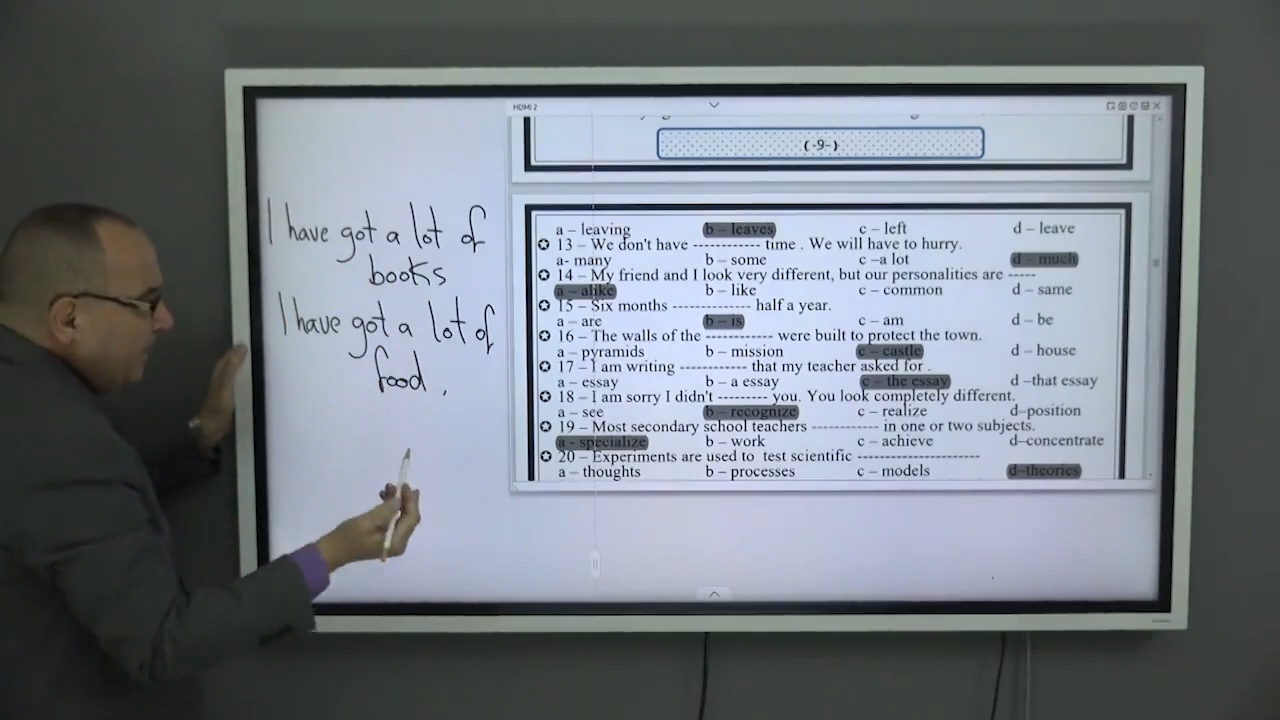 HDMI 2
(-9-)
I have got a lot of
books
I have got a lot of
food.
a – leaving b – leaves c – left d – leave
13 – We don't have ----------- time . We will have to hurry.
a- many b – some c –a lot d – much
14 – My friend and I look very different, but our personalities are -----
a – alike b – like c – common d – same
15 – Six months ------------- half a year.
a – are b – is c – am d – be
16 – The walls of the ----------- were built to protect the town.
a – pyramids b – mission c – castle d – house
17 – I am writing ----------- that my teacher asked for .
a – essay b – a essay c – the essay d –that essay
18 – I am sorry I didn't --------- you. You look completely different.
a – see b – recognize c – realize d–position
19 – Most secondary school teachers ----------- in one or two subjects.
a - specialize b – work c – achieve d–concentrate
20 – Experiments are used to test scientific --------------------
a – thoughts b – processes c – models d–theories